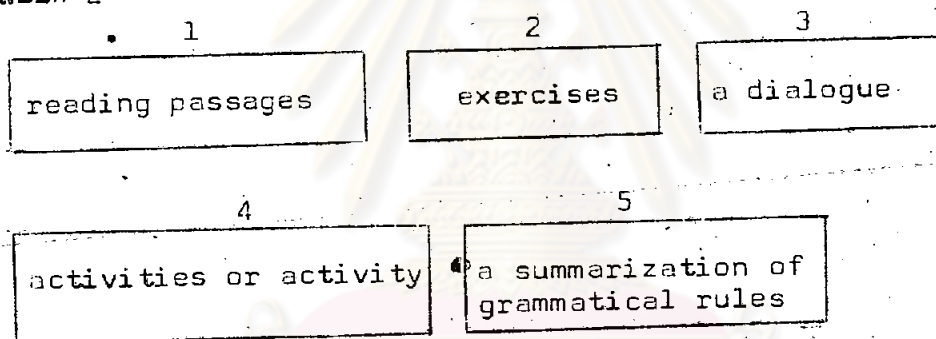 1 2 3
reading passages exercises a dialogue
4 5
activities or activity a summarization of
grammatical rules